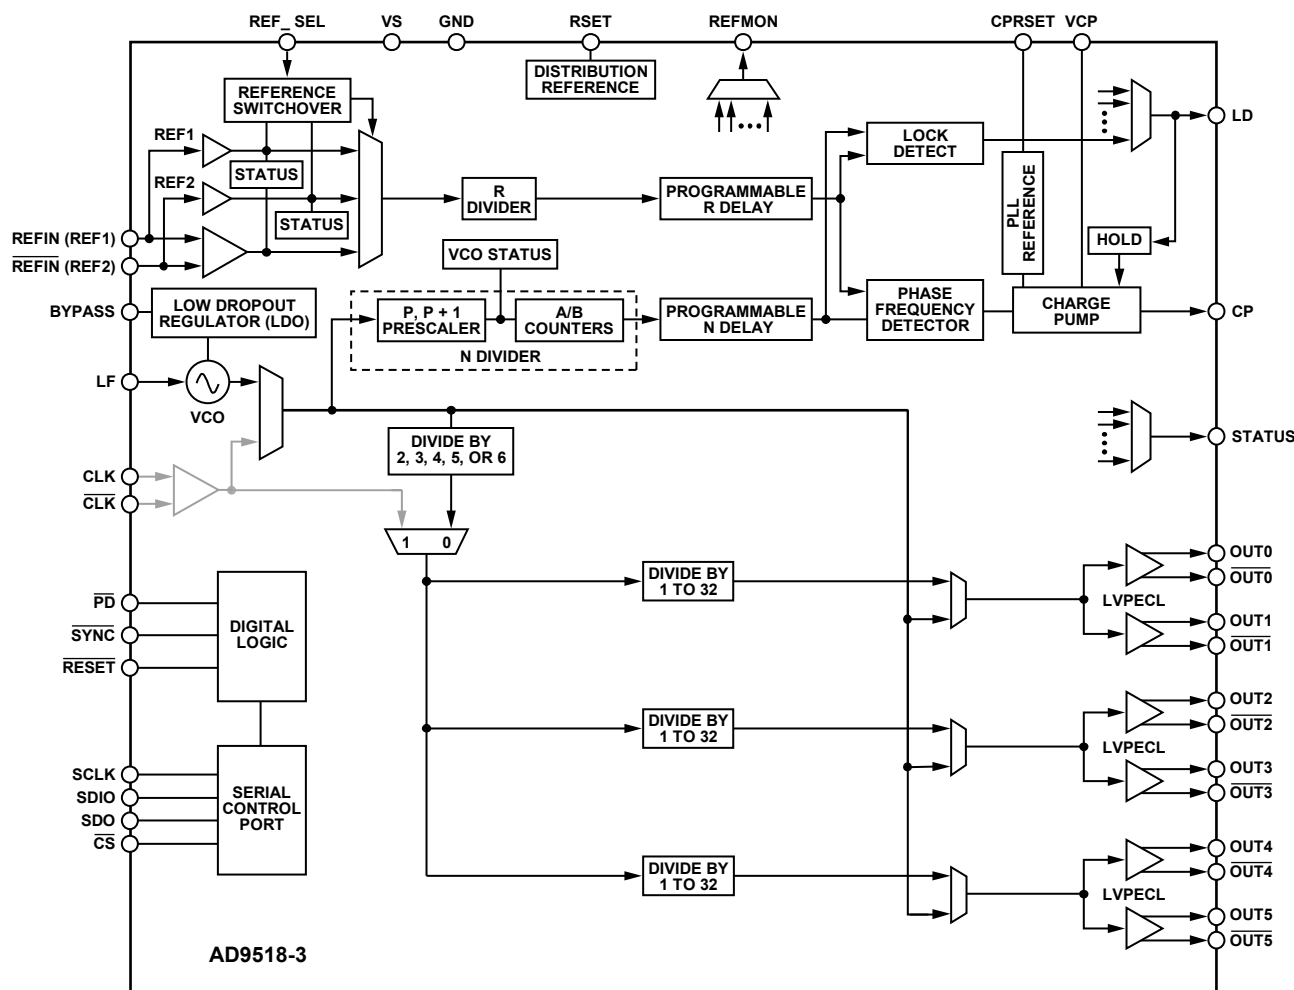 REF_ SEL
VS
GND
RSET
REFMON
CPRSET
VCP
DISTRIBUTION
REFERENCE
REFERENCE
SWITCHOVER
REF1
STATUS
REF2
STATUS
R
DIVIDER
PROGRAMMABLE
R DELAY
LOCK
DETECT
PLL
REFERENCE
LD
HOLD
REFIN (REF1)
REFIN (REF2)
BYPASS
LOW DROPOUT
REGULATOR (LDO)
VCO STATUS
P, P + 1
PRESCALER
A/B
COUNTERS
N DIVIDER
PROGRAMMABLE
N DELAY
PHASE
FREQUENCY
DETECTOR
CHARGE
PUMP
CP
LF
VCO
STATUS
DIVIDE BY
2, 3, 4, 5, OR 6
CLK
CLK
1 0
DIVIDE BY
1 TO 32
LVPECL
OUT0
OUT0
OUT1
OUT1
PD
SYNC
RESET
DIGITAL
LOGIC
DIVIDE BY
1 TO 32
LVPECL
OUT2
OUT2
OUT3
OUT3
SCLK
SDIO
SDO
CS
SERIAL
CONTROL
PORT
DIVIDE BY
1 TO 32
LVPECL
OUT4
OUT4
OUT5
OUT5
AD9518-3